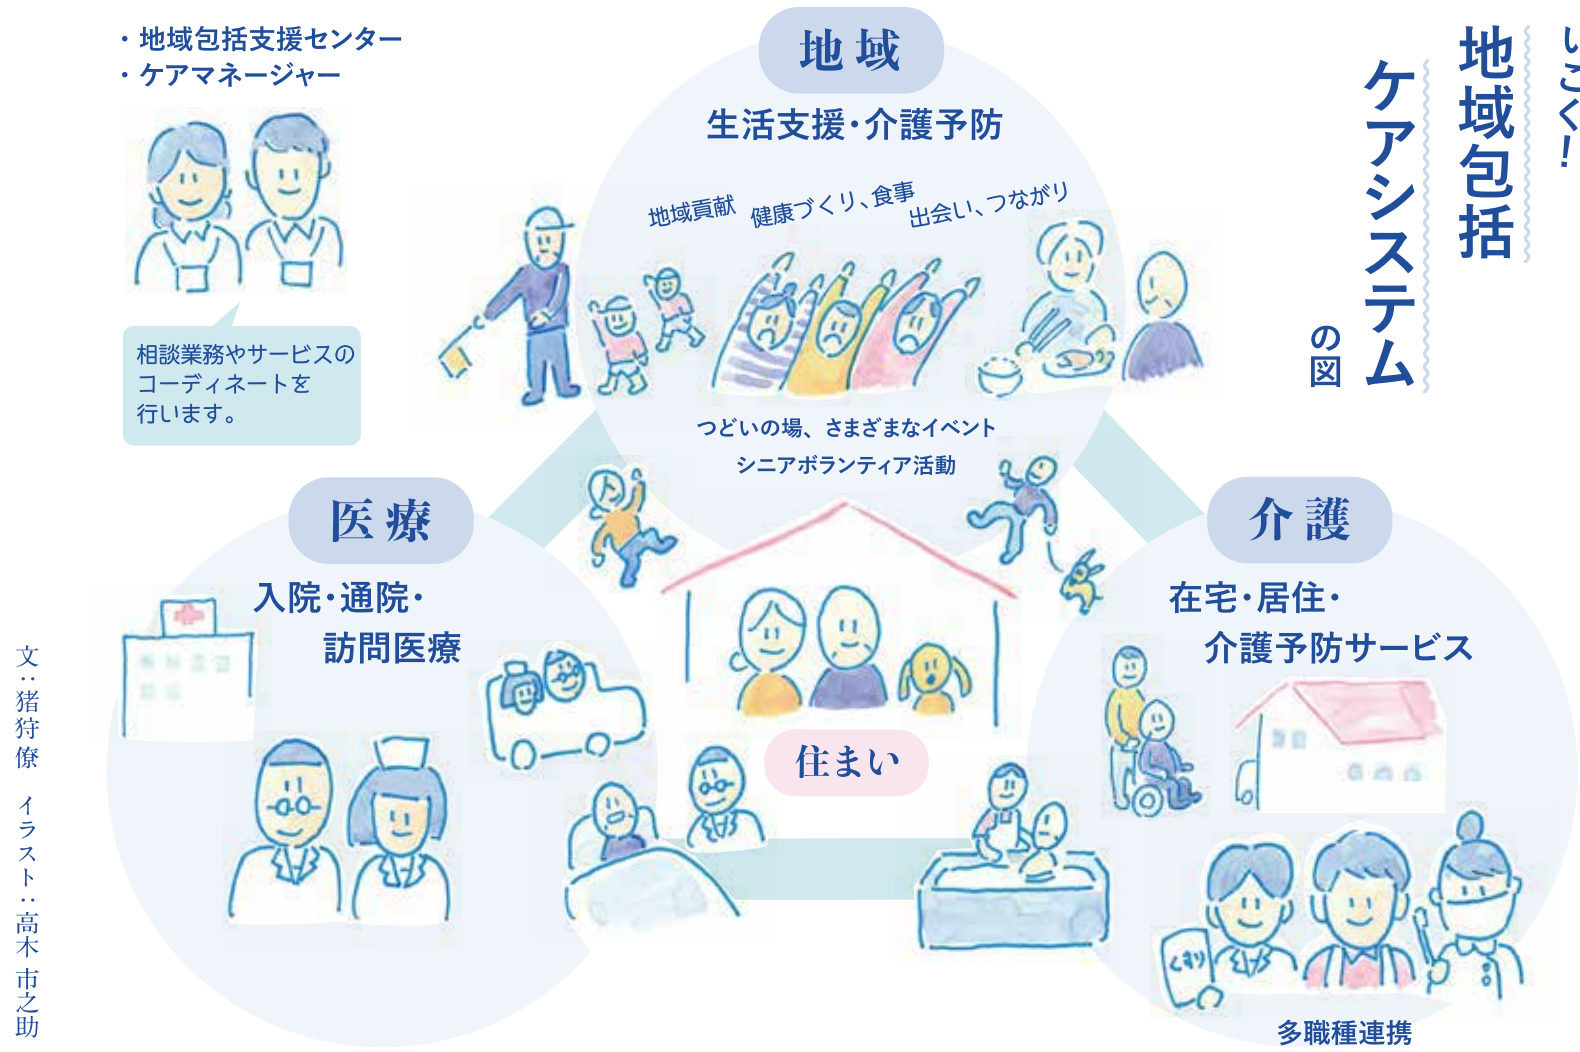 いごく!
地域包括
ケアシステム
の図
・地域包括支援センター
・ケアマネージャー
相談業務やサービスの
コーディネートを
行います。
地域
生活支援・介護予防
地域貢献
健康づくり、食事
出会い、つながり
つどいの場、さまざまなイベント
シニアボランティア活動
医療
入院・通院・
訪問医療
住まい
介護
在宅・居住・
介護予防サービス
くすり
多職種連携
文:猪狩 僚 イラスト:高木 市之助